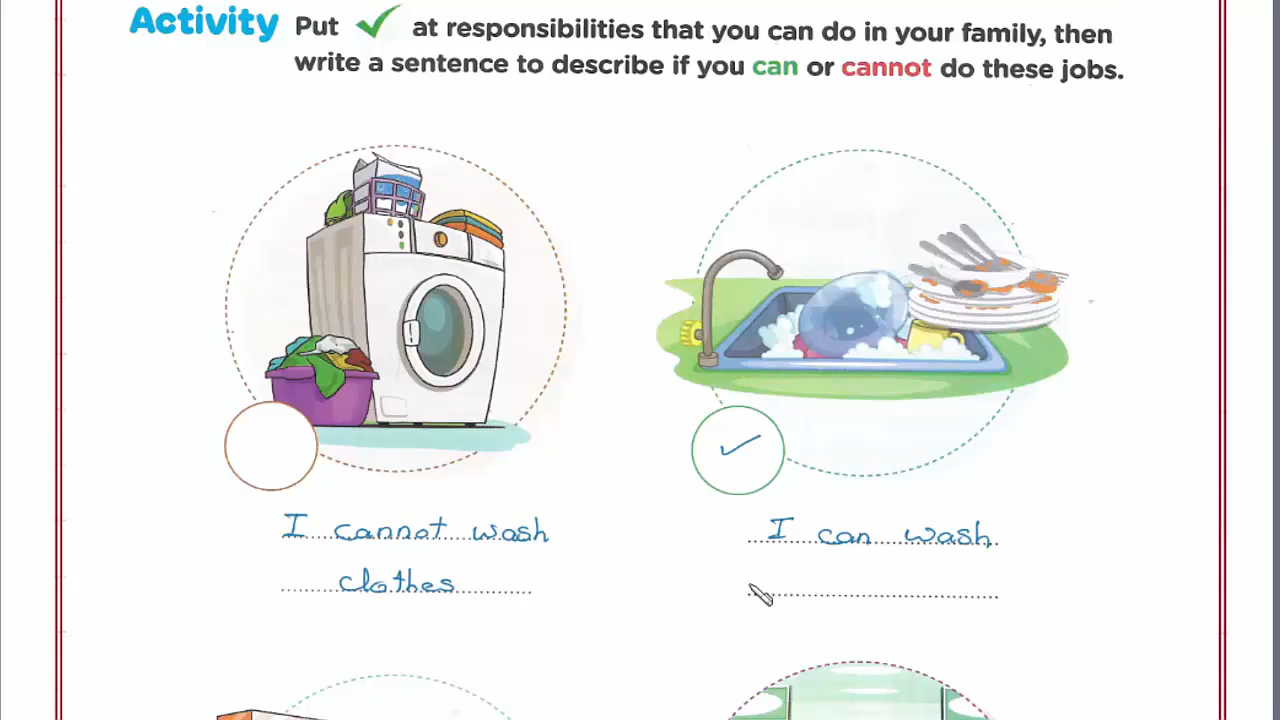 Activity Put ✓ at responsibilities that you can do in your family, then
write a sentence to describe if you can or cannot do these jobs.
I cannot wash
clothes
I can wash